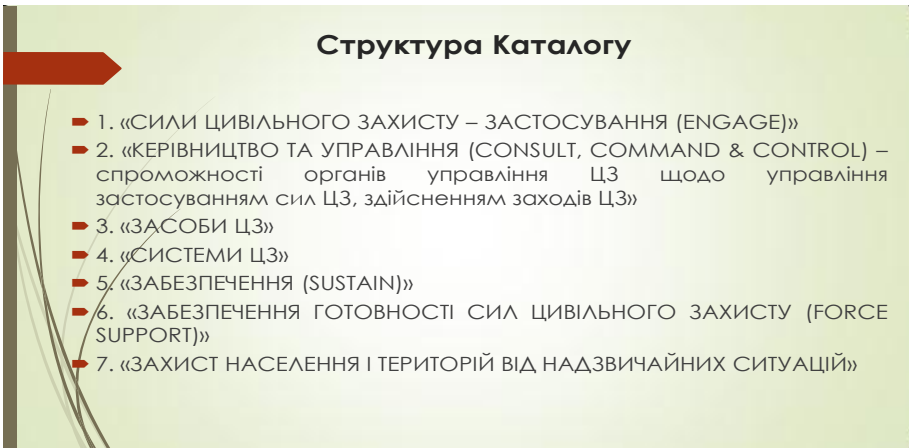 Структура Каталогу
1. «СИЛИ ЦИВІЛЬНОГО ЗАХИСТУ – ЗАСТОСУВАННЯ (ENGAGE)»
2. «КЕРІВНИЦТВО ТА УПРАВЛІННЯ (CONSULT, COMMAND & CONTROL) –
спроможності органів управління ЦЗ щодо управління
застосуванням сил ЦЗ, здійсненням заходів ЦЗ»
3. «ЗАСОБИ ЦЗ»
4. «СИСТЕМИ ЦЗ»
5. «ЗАБЕЗПЕЧЕННЯ (SUSTAIN)»
6. «ЗАБЕЗПЕЧЕННЯ ГОТОВНОСТІ СИЛ ЦИВІЛЬНОГО ЗАХИСТУ (FORCE
SUPPORT)»
7. «ЗАХИСТ НАСЕЛЕННЯ І ТЕРИТОРІЙ ВІД НАДЗВИЧАЙНИХ СИТУАЦІЙ»